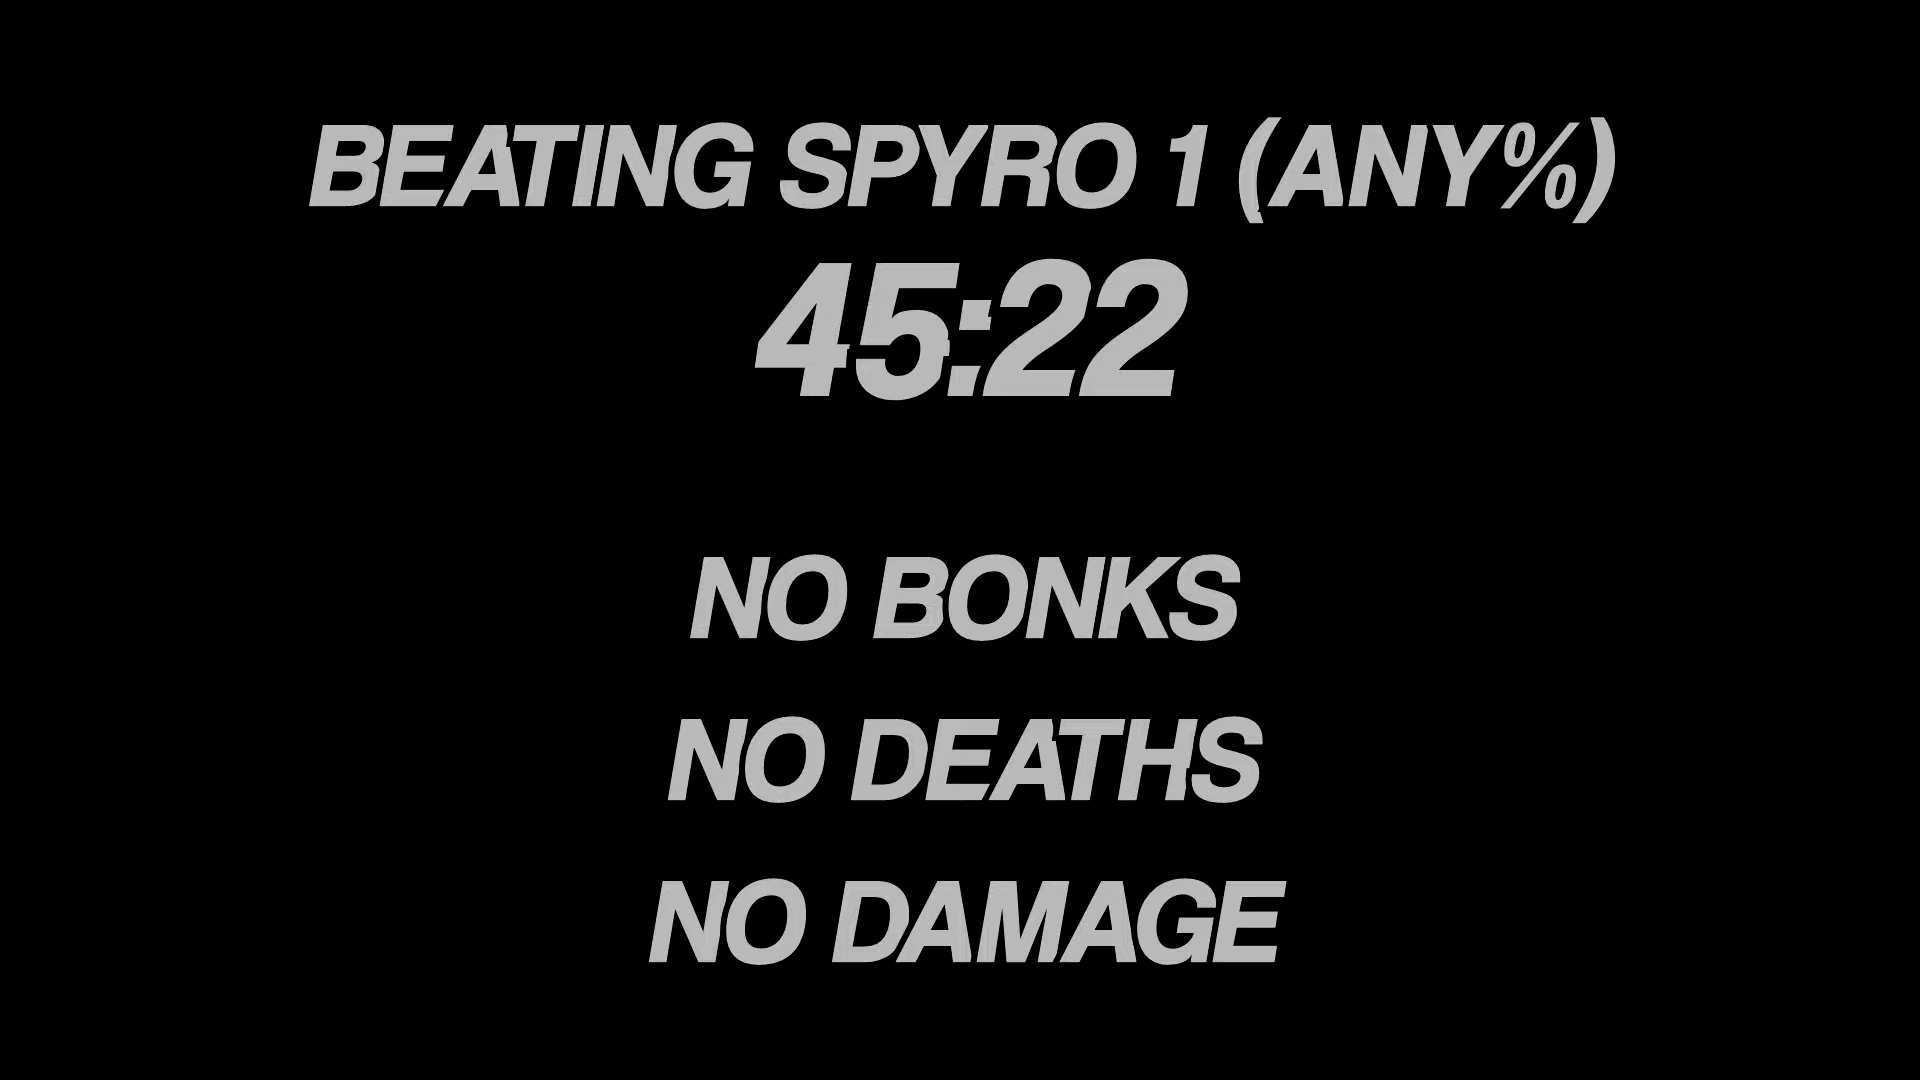 BEATING SPYRO 1 (ANY%)
45:22
NO BONKS
NO DEATHS
NO DAMAGE